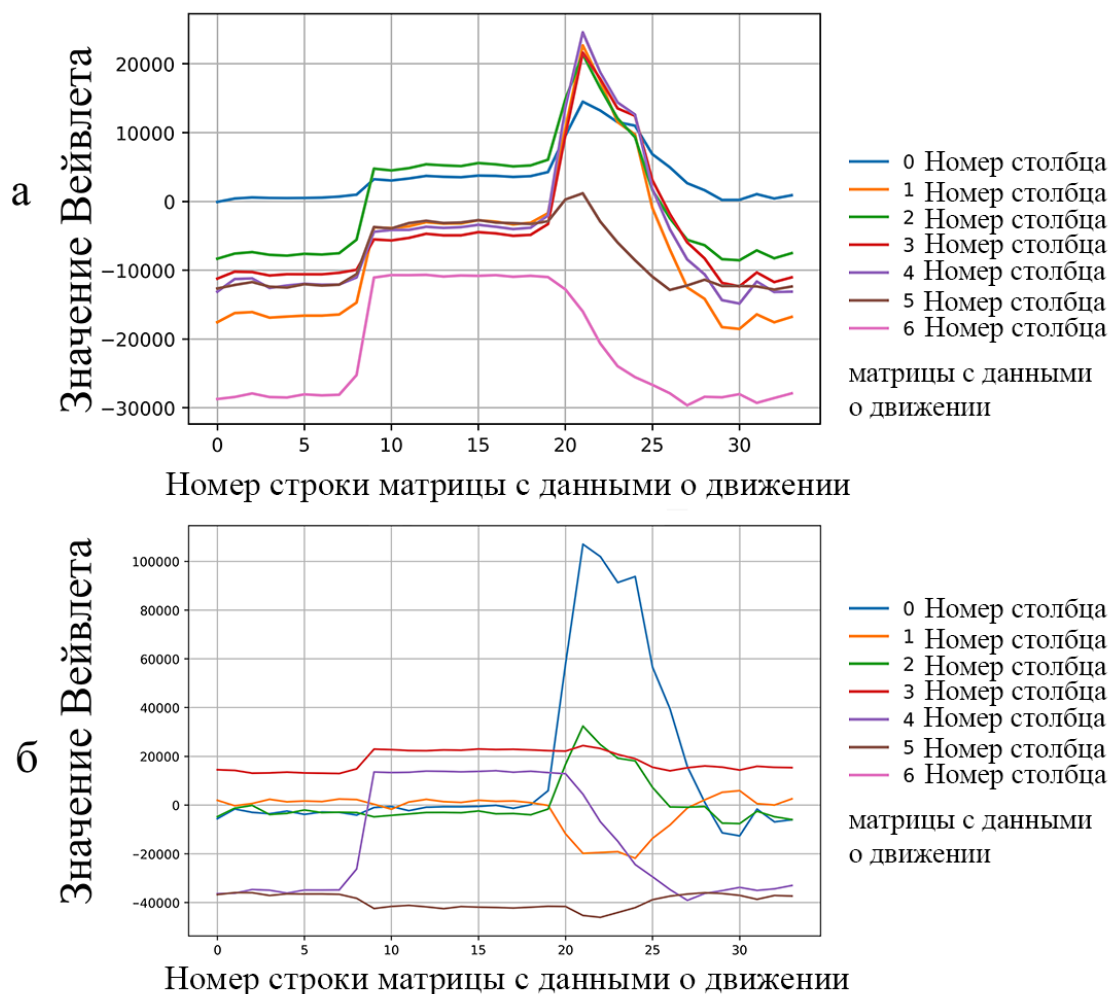 а
Значение Вейвлета
20000
10000
0
−10000
−20000
−30000
0 5 10 15 20 25 30
Номер строки матрицы с данными о движении
0 Номер столбца
1 Номер столбца
2 Номер столбца
3 Номер столбца
4 Номер столбца
5 Номер столбца
6 Номер столбца
матрицы с данными
о движении
б
Значение Вейвлета
100000
80000
60000
40000
20000
0
−20000
−40000
0 5 10 15 20 25 30
Номер строки матрицы с данными о движении
0 Номер столбца
1 Номер столбца
2 Номер столбца
3 Номер столбца
4 Номер столбца
5 Номер столбца
6 Номер столбца
матрицы с данными
о движении